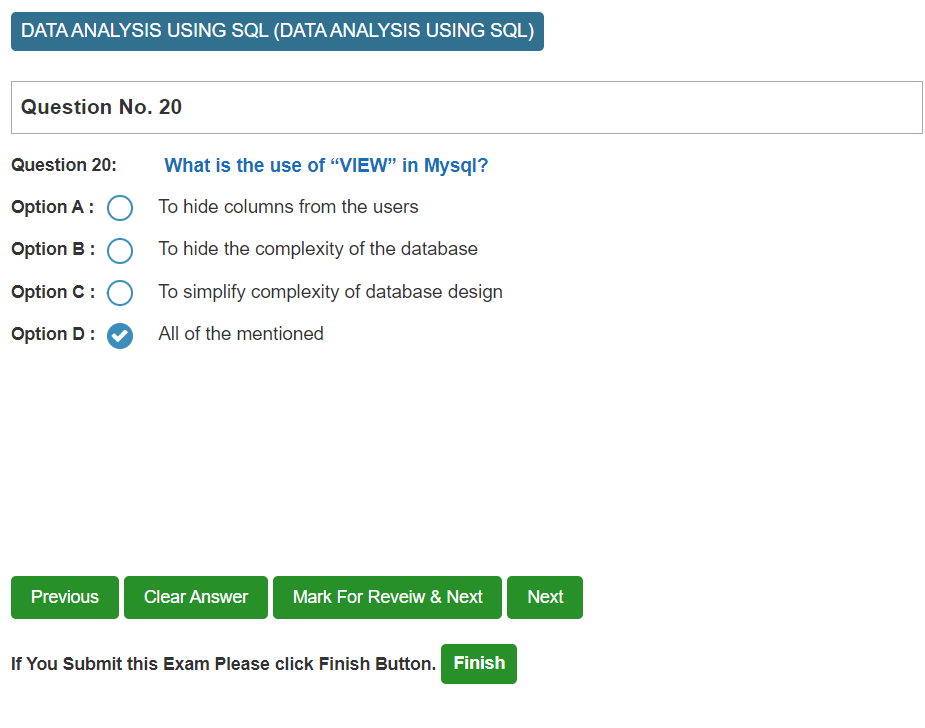 DATA ANALYSIS USING SQL (DATA ANALYSIS USING SQL)
Question No. 20
Question 20: What is the use of “VIEW” in Mysql?
Option A : To hide columns from the users
Option B : To hide the complexity of the database
Option C : To simplify complexity of database design
Option D : All of the mentioned
Previous Clear Answer Mark For Reveiw & Next Next
If You Submit this Exam Please click Finish Button. Finish